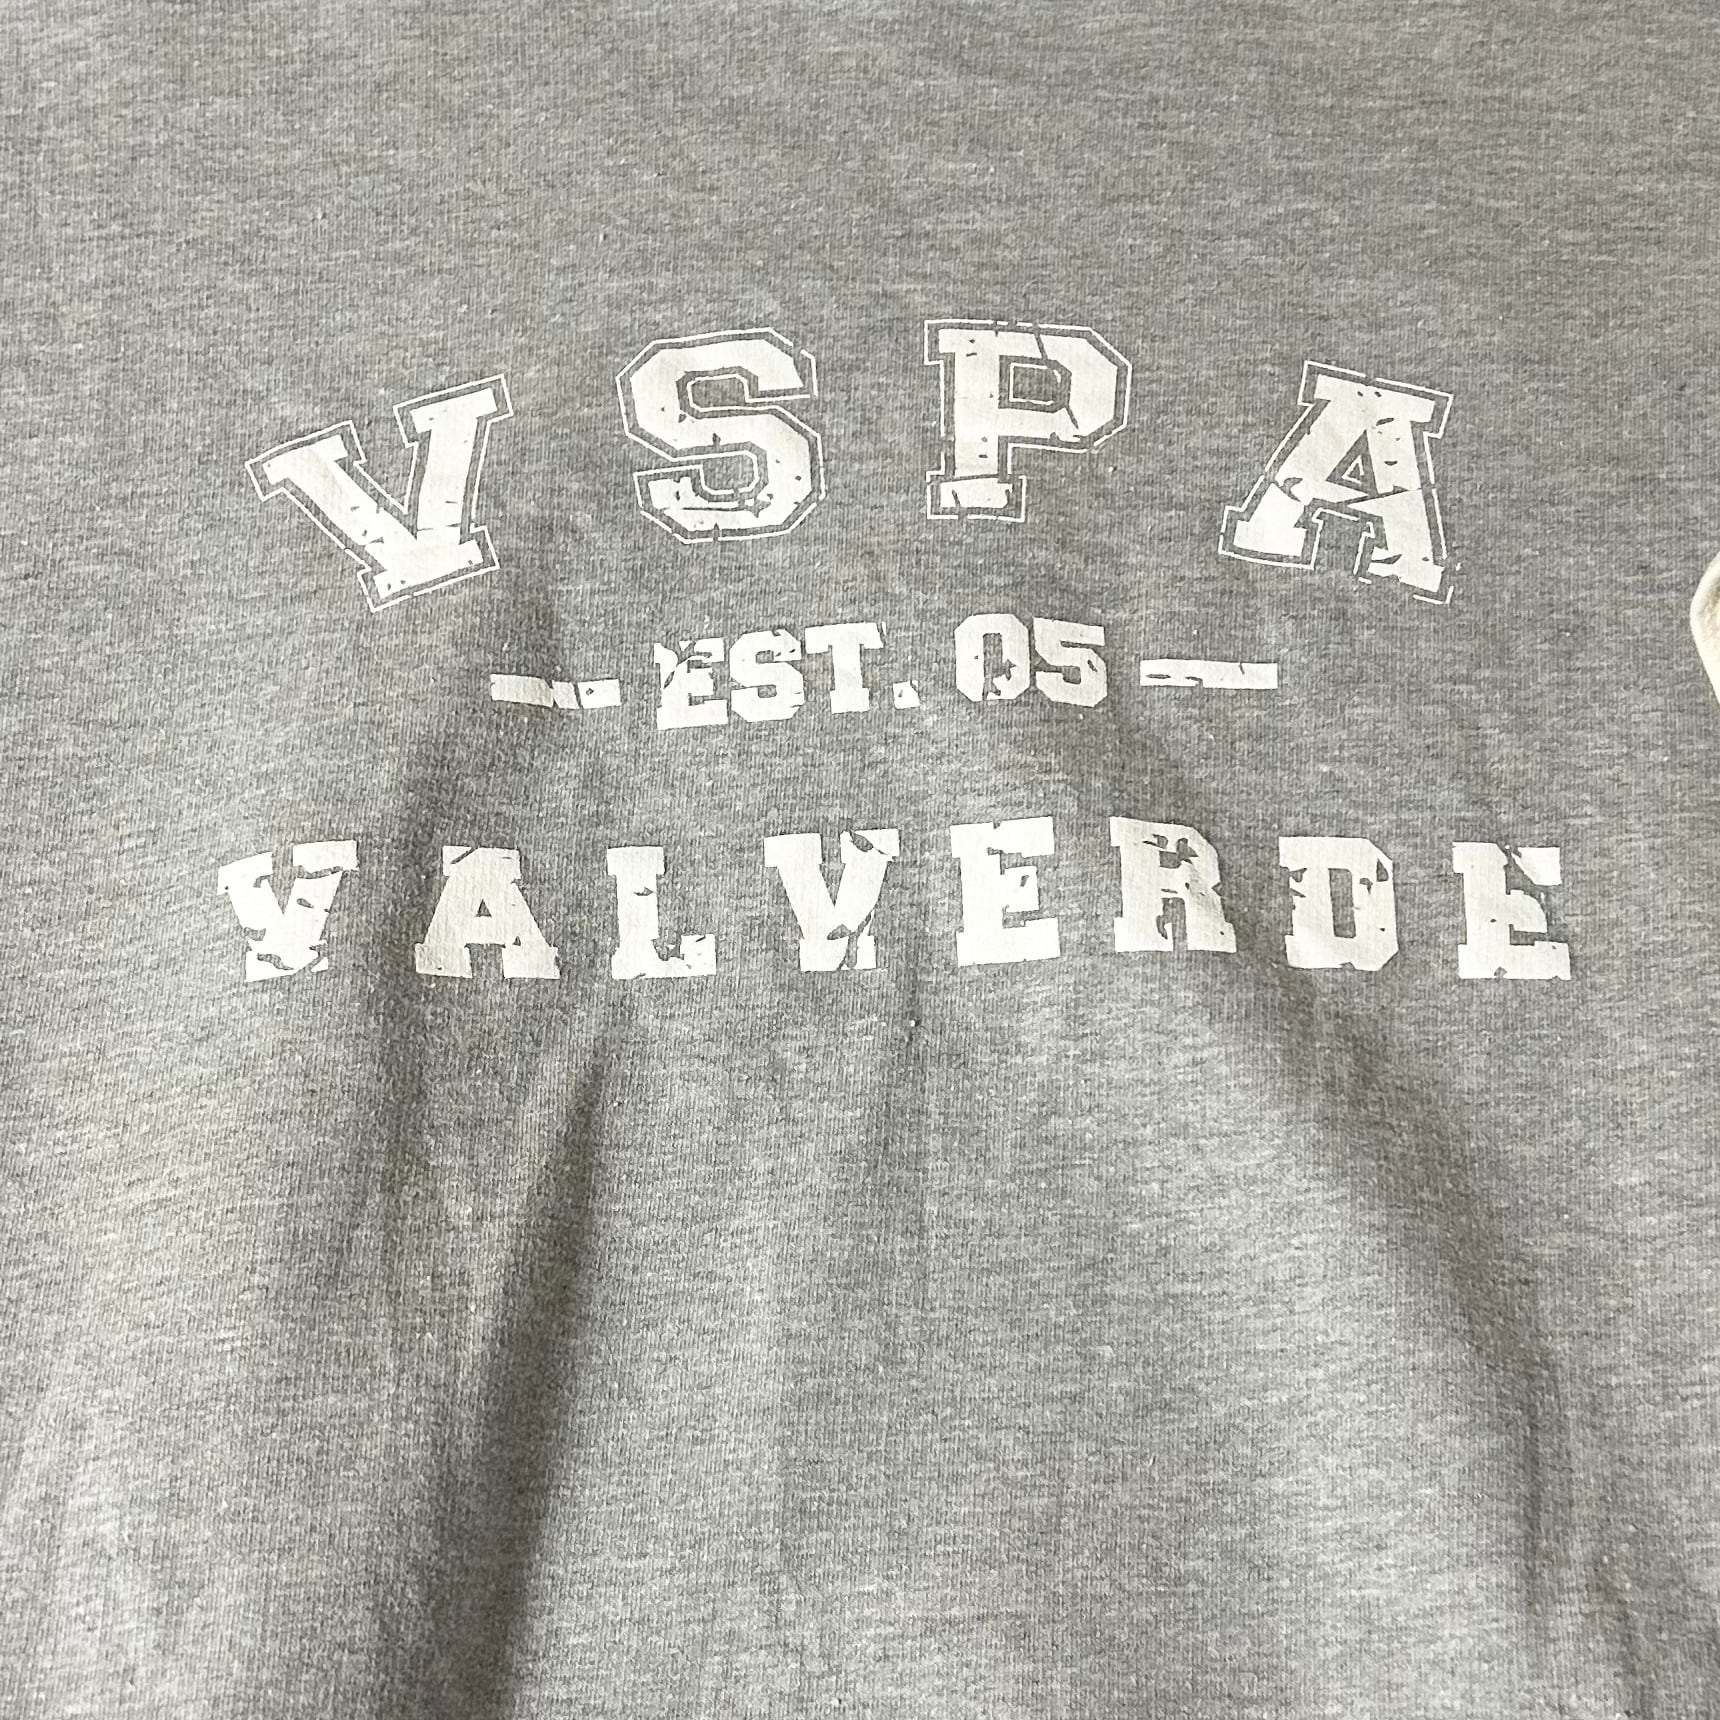 VSPA
— EST. 05 —
VALVERDE